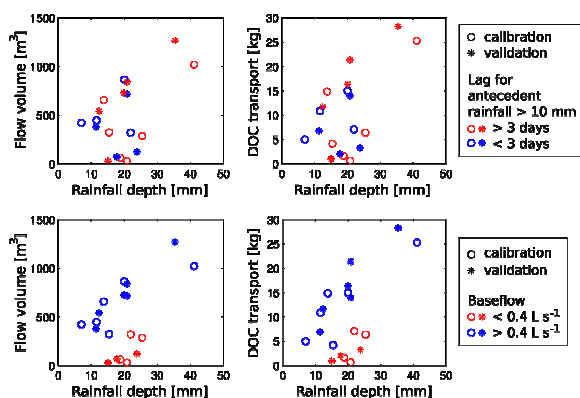 1500
1000
500
0
0 10 20 30 40 50
Flow volume [m³]
Rainfall depth [mm]
30
25
20
15
10
5
0
0 10 20 30 40 50
DOC transport [kg]
Rainfall depth [mm]
calibration
validation
Lag for
antecedent
rainfall > 10 mm
> 3 days
< 3 days
1500
1000
500
0
0 10 20 30 40 50
Flow volume [m³]
Rainfall depth [mm]
30
25
20
15
10
5
0
0 10 20 30 40 50
DOC transport [kg]
Rainfall depth [mm]
calibration
validation
Baseflow
< 0.4 L s⁻¹
> 0.4 L s⁻¹